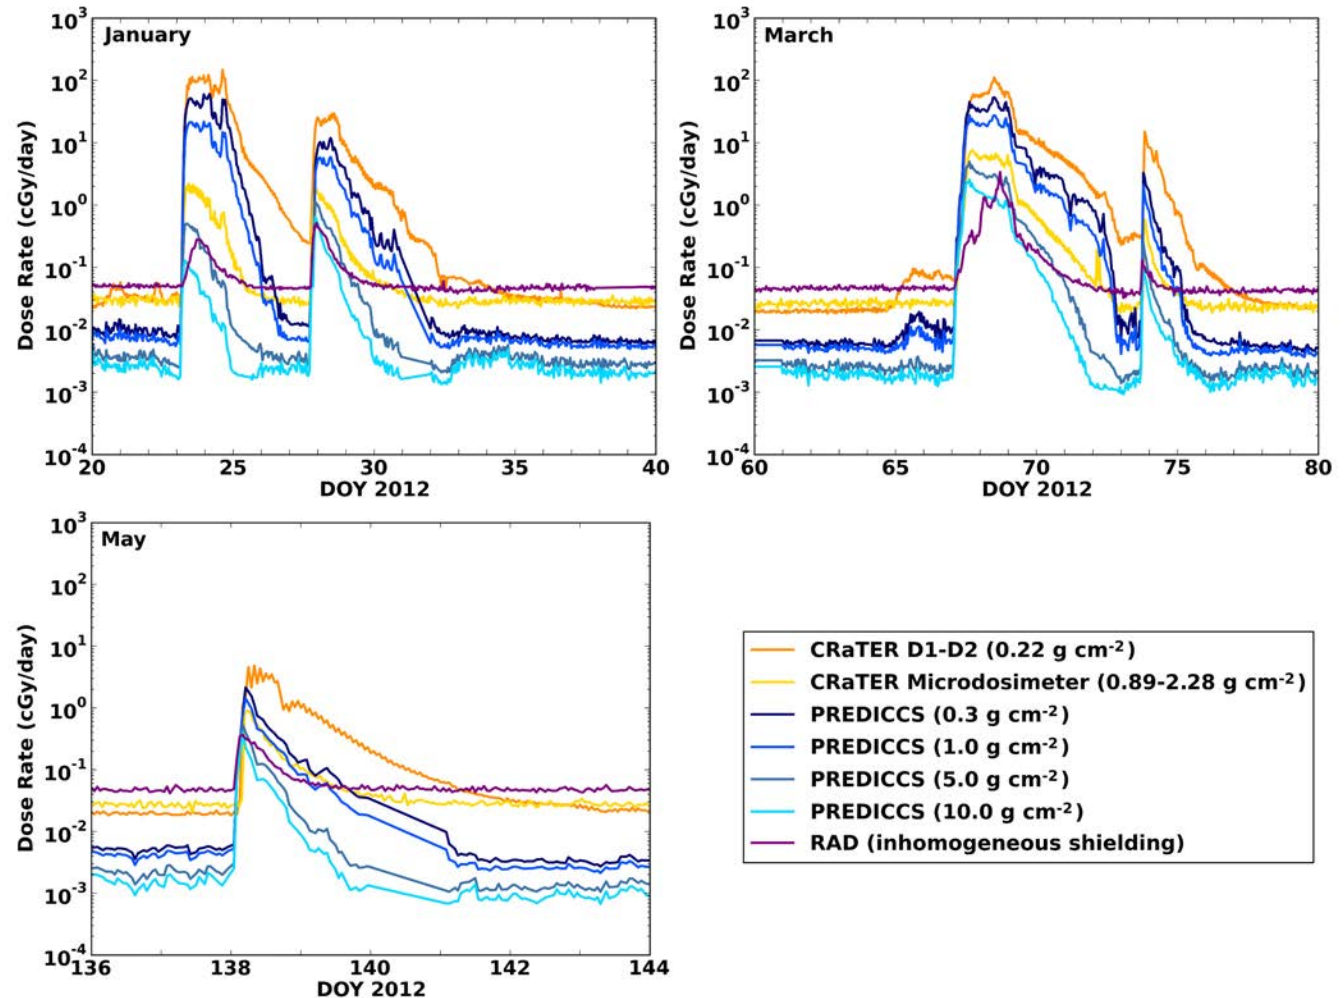 January
10³
10²
10¹
10⁰
10⁻¹
10⁻²
10⁻³
10⁻⁴
Dose Rate (cGy/day)
20 25 30 35 40
DOY 2012
March
10³
10²
10¹
10⁰
10⁻¹
10⁻²
10⁻³
10⁻⁴
Dose Rate (cGy/day)
60 65 70 75 80
DOY 2012
May
10³
10²
10¹
10⁰
10⁻¹
10⁻²
10⁻³
10⁻⁴
Dose Rate (cGy/day)
136 138 140 142 144
DOY 2012
CRaTER D1-D2 (0.22 g cm⁻²)
CRaTER Microdosimeter (0.89-2.28 g cm⁻²)
PREDICCS (0.3 g cm⁻²)
PREDICCS (1.0 g cm⁻²)
PREDICCS (5.0 g cm⁻²)
PREDICCS (10.0 g cm⁻²)
RAD (inhomogeneous shielding)